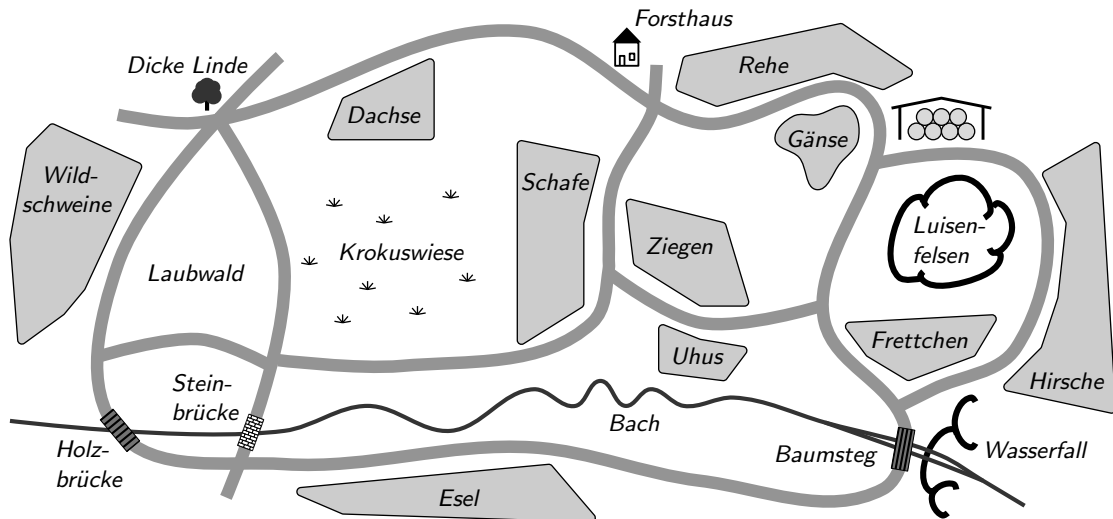 Forsthaus
Dicke Linde
Rehe
Dachse
Gänse
Wild-
schweine
Schafe
Krokuswiese
Ziegen
Luisen-
felsen
Laubwald
Uhus
Frettchen
Stein-
brücke
Hirsche
Bach
Holz-
brücke
Baumsteg
Wasserfall
Esel